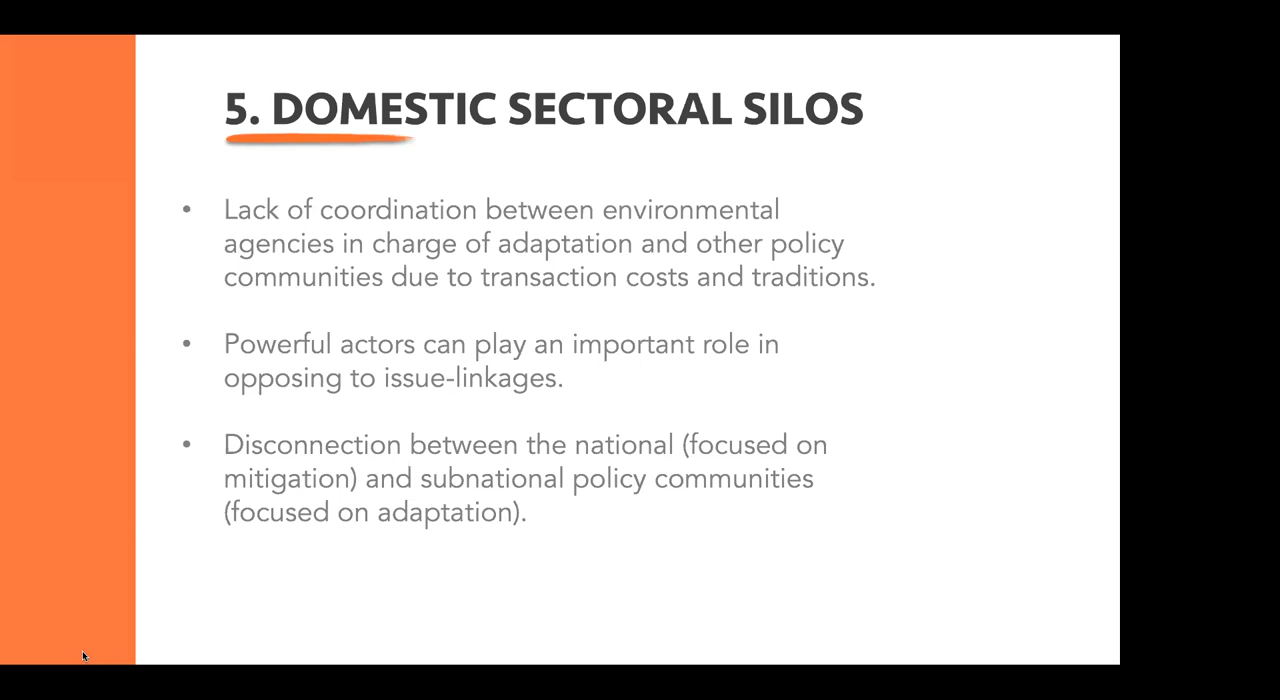 5. DOMESTIC SECTORAL SILOS
• Lack of coordination between environmental
agencies in charge of adaptation and other policy
communities due to transaction costs and traditions.
• Powerful actors can play an important role in
opposing to issue-linkages.
• Disconnection between the national (focused on
mitigation) and subnational policy communities
(focused on adaptation).